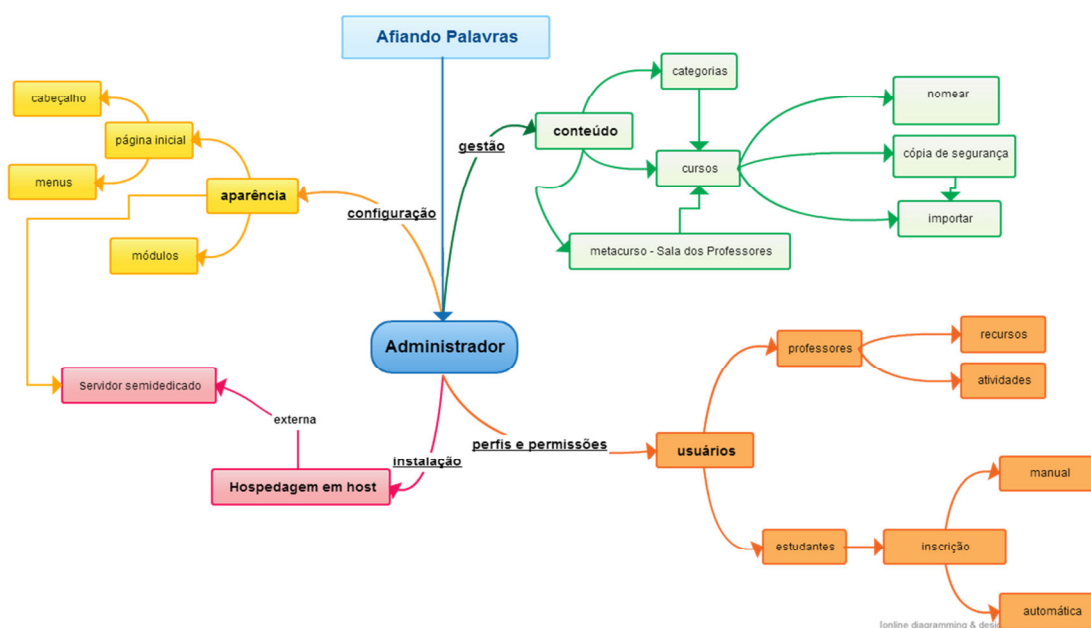 Afiando Palavras
categorias
cabeçalho
nomear
conteúdo
página inicial
gestão
cópia de segurança
cursos
menus
aparência
configuração
importar
módulos
metacurso - Sala dos Professores
Administrador
recursos
professores
Servidor semidedicado
atividades
externa
perfis e permissões
usuários
instalação
manual
Hospedagem em host
estudantes
inscrição
automática
[online diagramming &